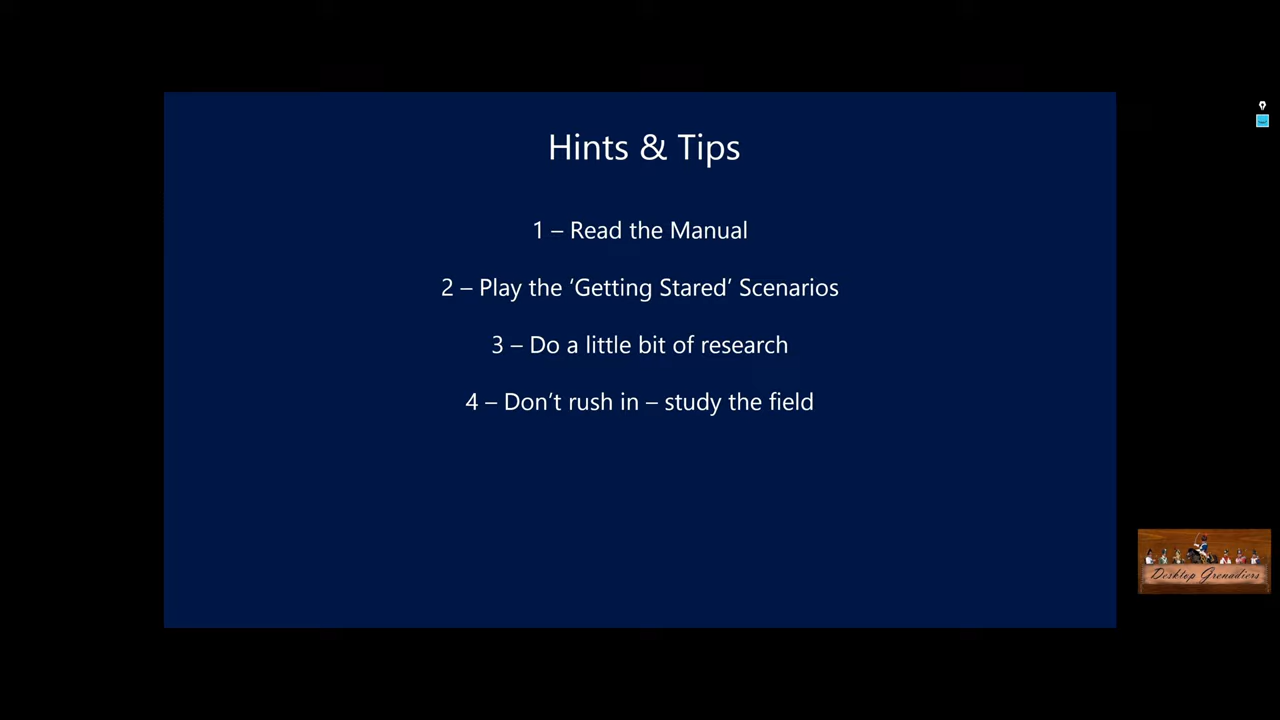 Hints & Tips
1 – Read the Manual
2 – Play the ‘Getting Stared’ Scenarios
3 – Do a little bit of research
4 – Don’t rush in – study the field
Desktop Grenadiers